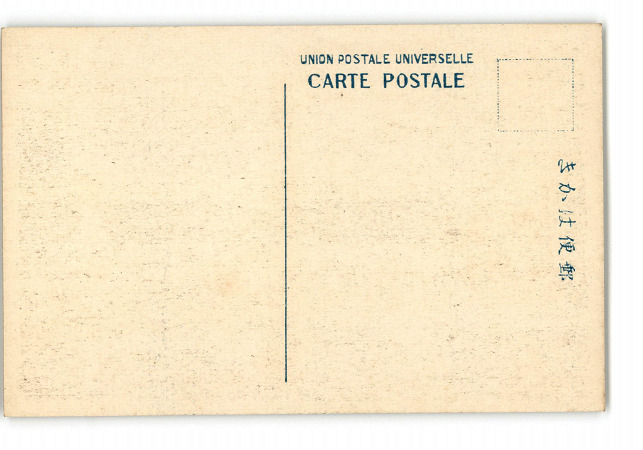 UNION POSTALE UNIVERSELLE
CARTE POSTALE
郵便はかき